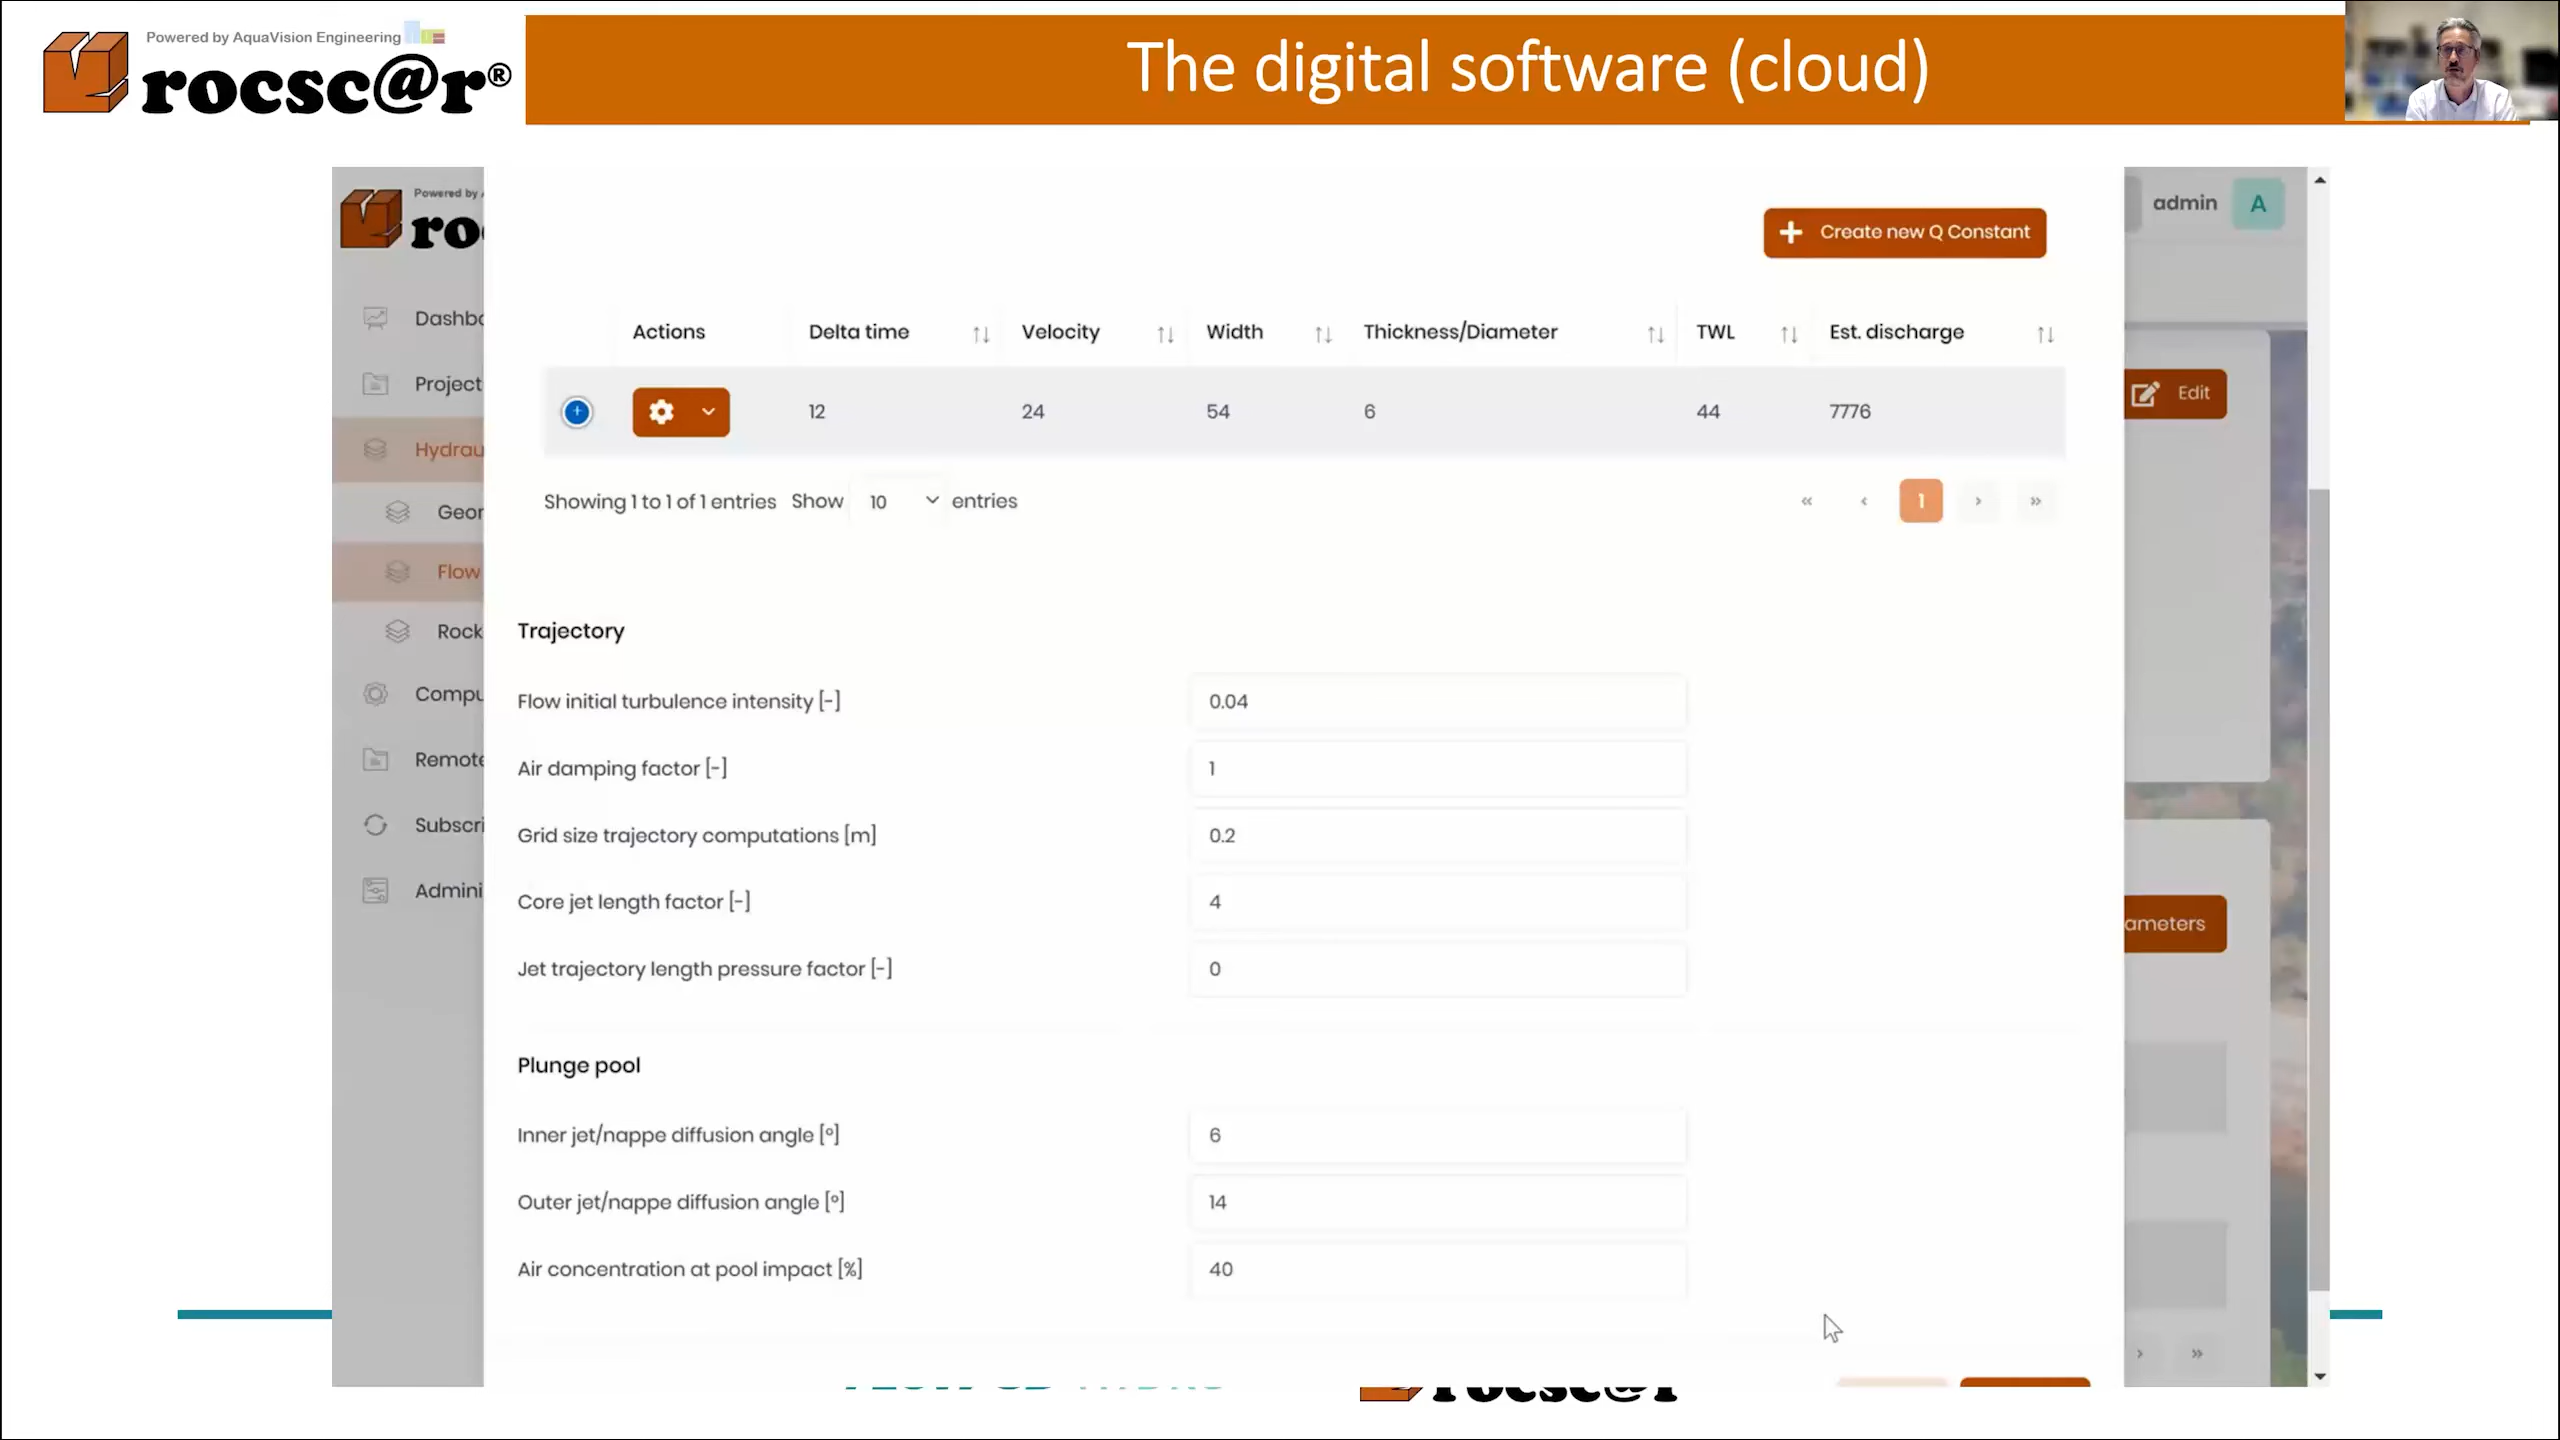 Powered by AquaVision Engineering
rocsc@r®
The digital software (cloud)
Powered by
ro
admin A
Create new Q Constant
Dashbo
Project
Hydrau
Geor
Flow
Rock
Compu
Remote
Subscri
Admini
Actions Delta time Velocity Width Thickness/Diameter TWL Est. discharge
12 24 54 6 44 7776
Edit
Showing 1 to 1 of 1 entries Show 10 entries « ‹ 1 › »
Trajectory
Flow initial turbulence intensity [-] 0.04
Air damping factor [-] 1
Grid size trajectory computations [m] 0.2
Core jet length factor [-] 4
Jet trajectory length pressure factor [-] 0
ameters
Plunge pool
Inner jet/nappe diffusion angle [°] 6
Outer jet/nappe diffusion angle [°] 14
Air concentration at pool impact [%] 40
› »
rocsc@r